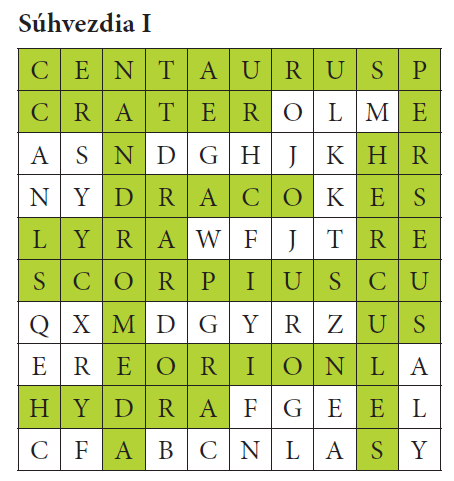 Súhvezdia I
C E N T A U R U S P
C R A T E R O L M E
A S N D G H J K H R
N Y D R A C O K E S
L Y R A W F J T R E
S C O R P I U S C U
Q X M D G Y R Z U S
E R E O R I O N L A
H Y D R A F G E E L
C F A B C N L A S Y